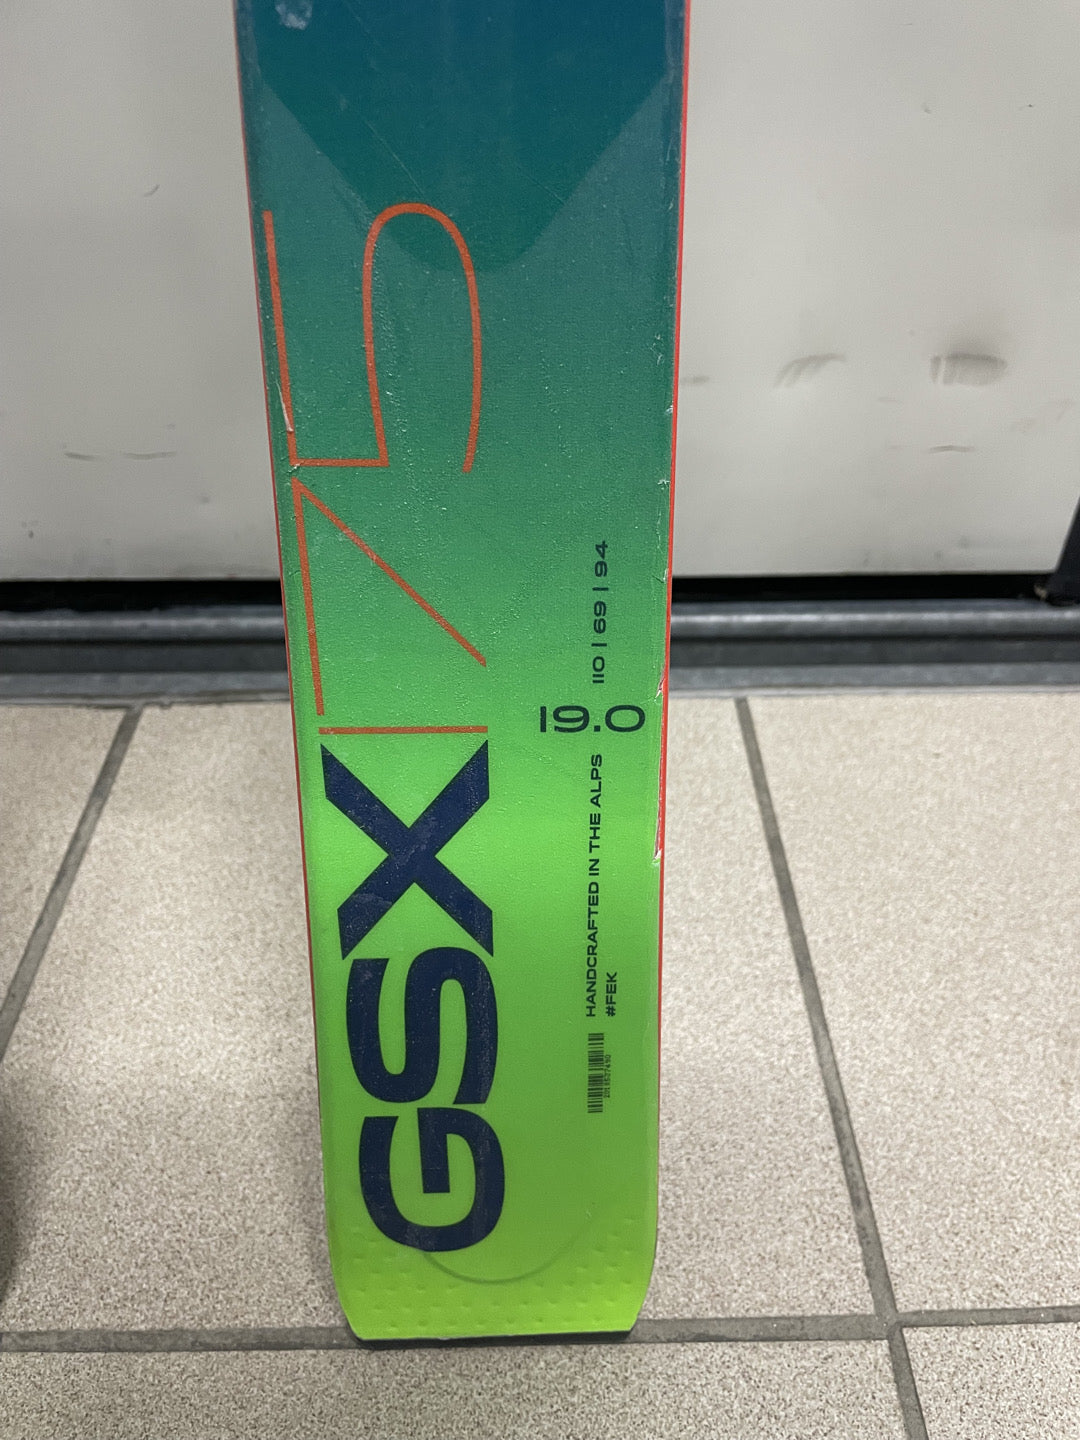 GSX 175
19.0
110 | 69 | 94
HANDCRAFTED IN THE ALPS
#FEK